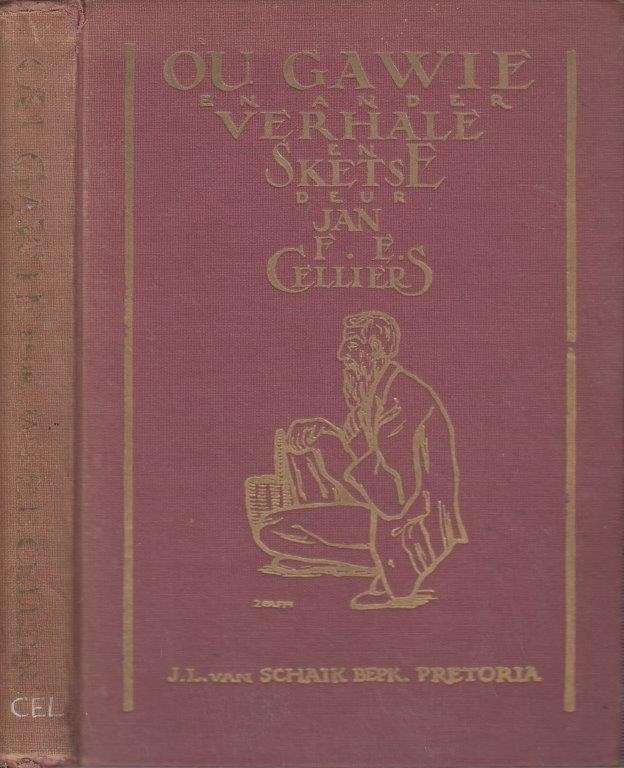 OU GAWIE
EN ANDER
VERHALE
EN
SKETSE
DEUR
JAN
F. E.
CELLIERS
J.L. VAN SCHAIK BEPK. PRETORIA
CEL